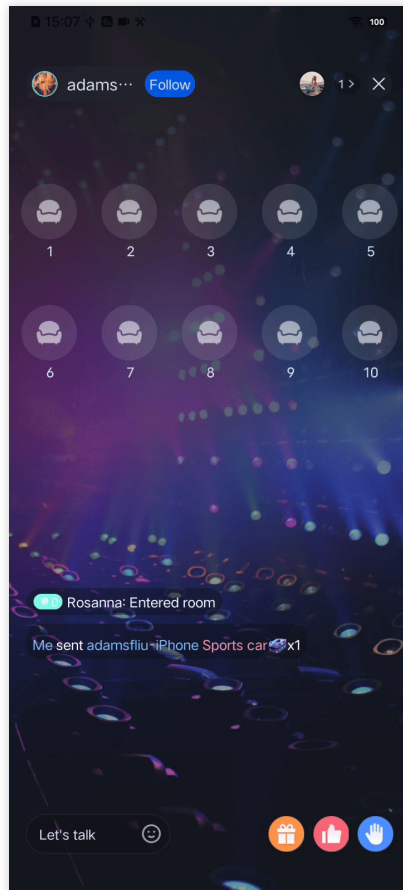 15:07
100
adams··· Follow 1 >
1 2 3 4 5
6 7 8 9 10
0 Rosanna: Entered room
Me sent adamsfliu-iPhone Sports car x1
Let's talk